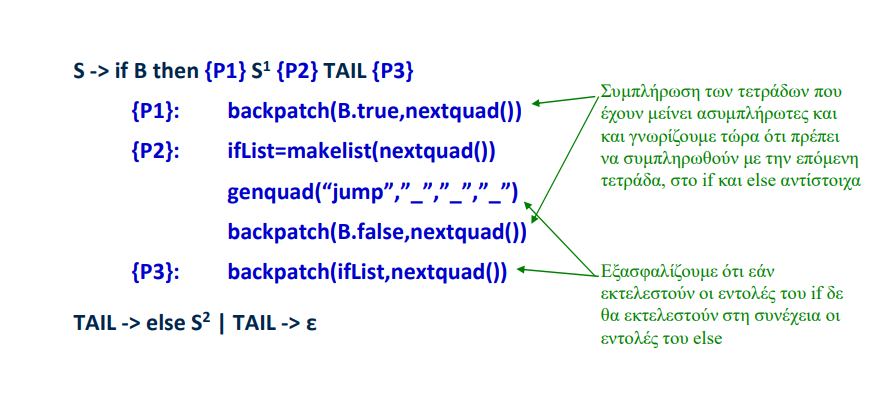 S -> if B then {P1} S¹ {P2} TAIL {P3}
{P1}: backpatch(B.true,nextquad())
{P2}: ifList=makelist(nextquad())
genquad(“jump”,”_”,”_”,”_”)
backpatch(B.false,nextquad())
{P3}: backpatch(ifList,nextquad())
TAIL -> else S² | TAIL -> ε
Συμπλήρωση των τετράδων που
έχουν μείνει ασυμπλήρωτες και
και γνωρίζουμε τώρα ότι πρέπει
να συμπληρωθούν με την επόμενη
τετράδα, στο if και else αντίστοιχα
Εξασφαλίζουμε ότι εάν
εκτελεστούν οι εντολές του if δε
θα εκτελεστούν στη συνέχεια οι
εντολές του else